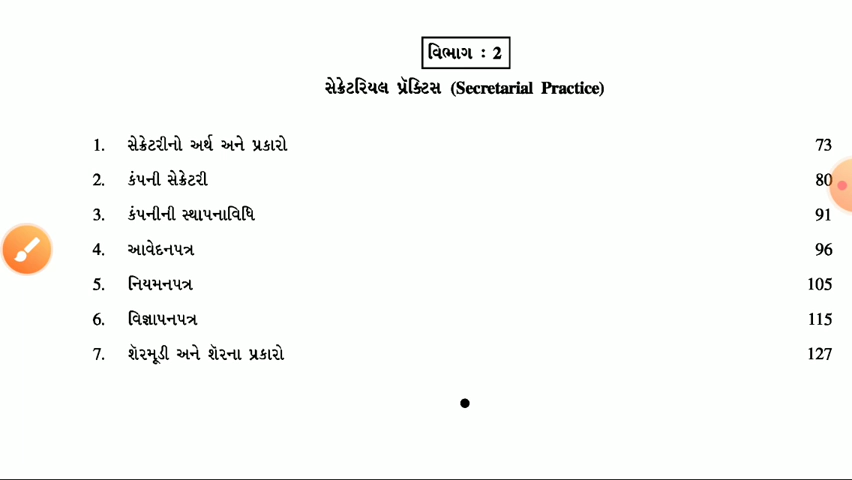 વિભાગ : 2
સેક્રેટરિયલ પ્રૅક્ટિસ (Secretarial Practice)
1. સેક્રેટરીનો અર્થ અને પ્રકારો 73
2. કંપની સેક્રેટરી 80
3. કંપનીની સ્થાપનાવિધિ 91
4. આવેદનપત્ર 96
5. નિયમનપત્ર 105
6. વિજ્ઞાપનપત્ર 115
7. શૅરમૂડી અને શૅરના પ્રકારો 127